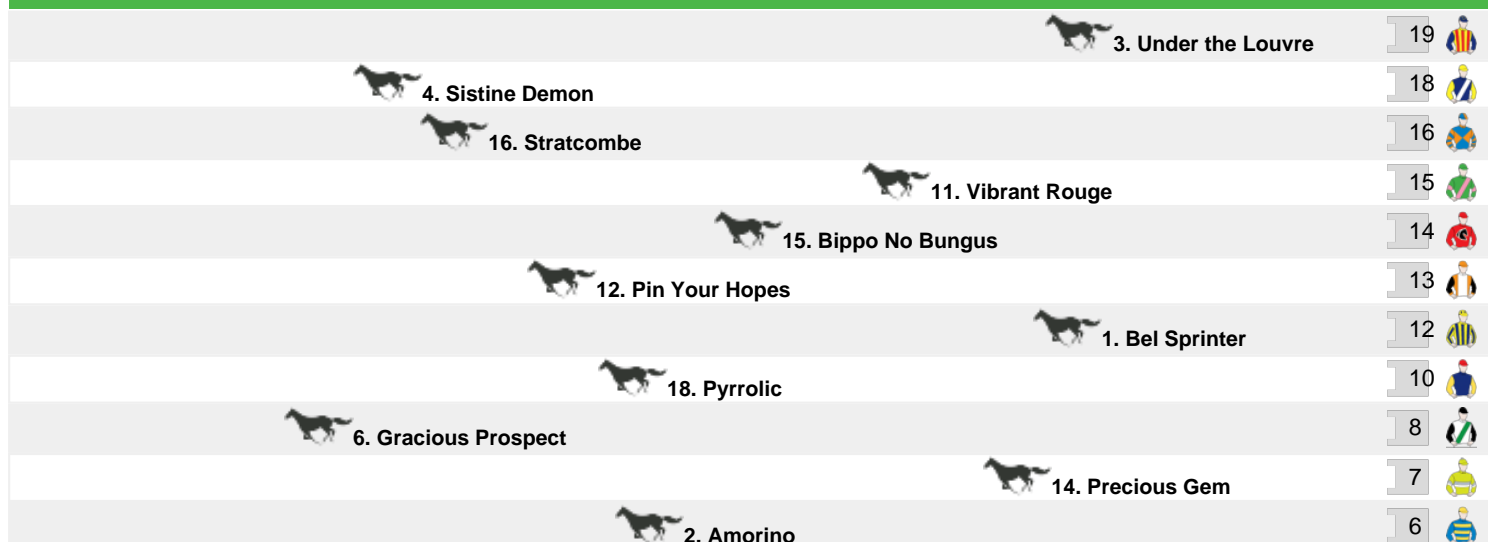 3. Under the Louvre 19
4. Sistine Demon 18
16. Stratcombe 16
11. Vibrant Rouge 15
15. Bippo No Bungus 14
12. Pin Your Hopes 13
1. Bel Sprinter 12
18. Pyrrolic 10
6. Gracious Prospect 8
14. Precious Gem 7
2. Amorino 6